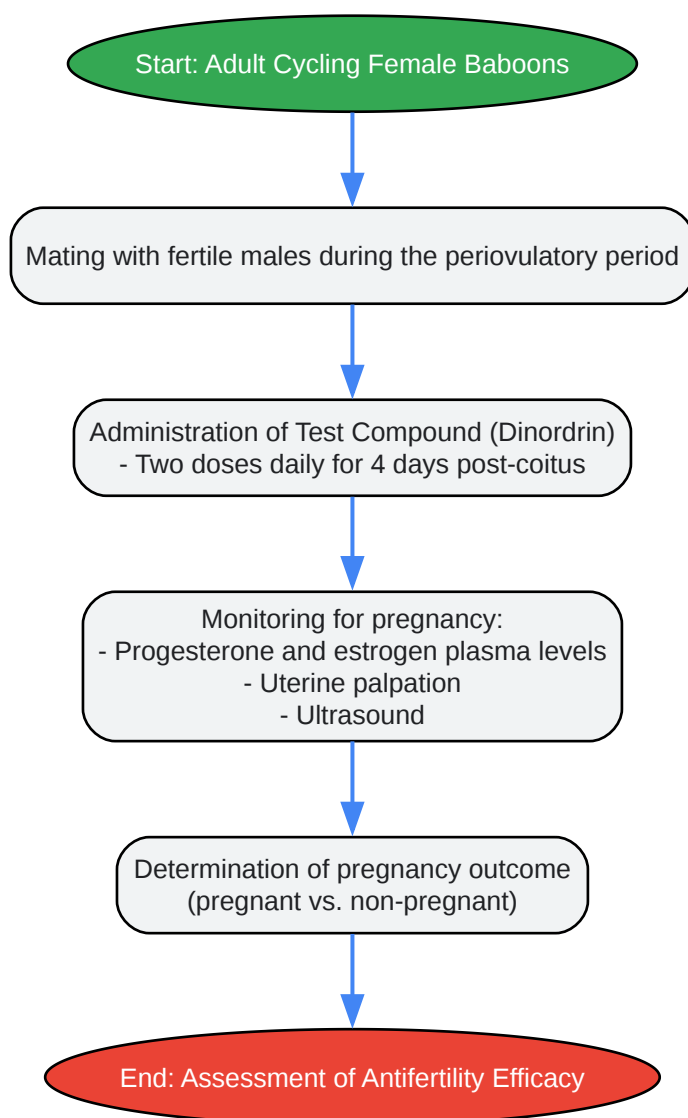 Start: Adult Cycling Female Baboons
Mating with fertile males during the periovulatory period
Administration of Test Compound (Dinordrin)
- Two doses daily for 4 days post-coitus
Monitoring for pregnancy:
- Progesterone and estrogen plasma levels
- Uterine palpation
- Ultrasound
Determination of pregnancy outcome
(pregnant vs. non-pregnant)
End: Assessment of Antifertility Efficacy